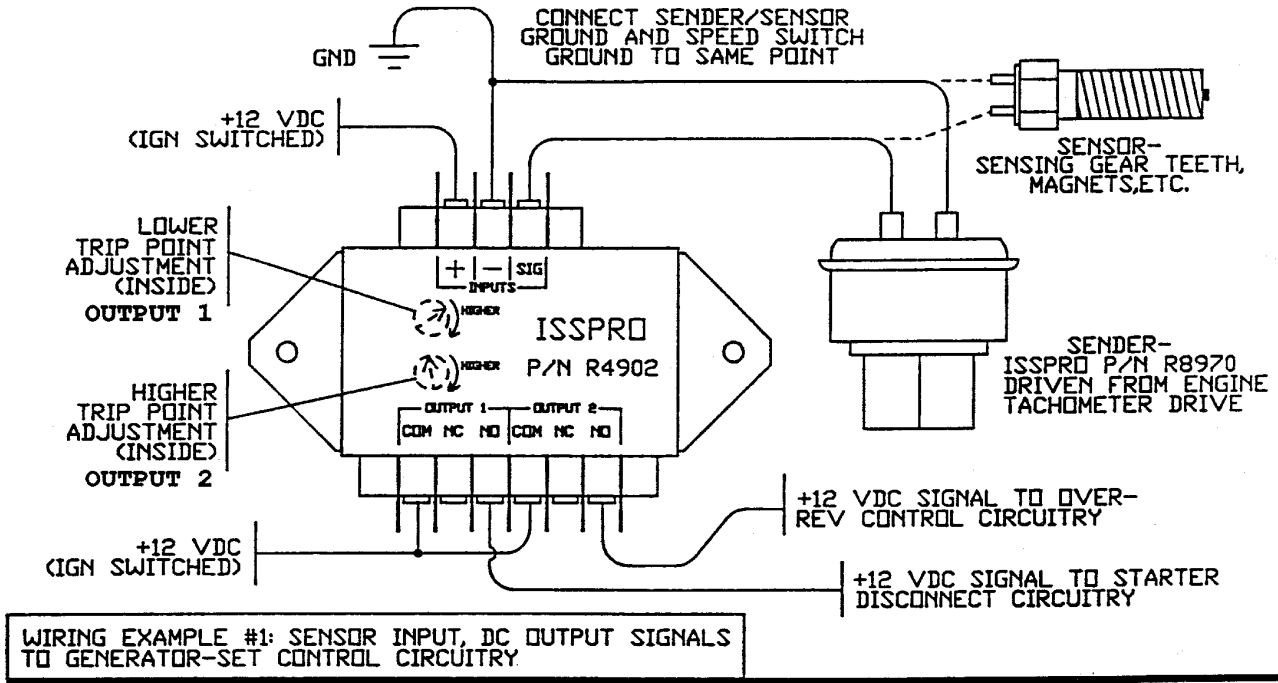 CONNECT SENDER/SENSOR
GROUND AND SPEED SWITCH
GROUND TO SAME POINT
GND
+12 VDC
(IGN SWITCHED)
SENSOR-
SENSING GEAR TEETH,
MAGNETS,ETC.
LOWER
TRIP POINT
ADJUSTMENT
(INSIDE)
OUTPUT 1
+ - SIG
INPUTS
HIGHER
ISSPRO
HIGHER
P/N R4902
SENDER-
ISSPRO P/N R8970
DRIVEN FROM ENGINE
TACHOMETER DRIVE
HIGHER
TRIP POINT
ADJUSTMENT
(INSIDE)
OUTPUT 2
OUTPUT 1 OUTPUT 2
COM NC NO COM NC NO
+12 VDC SIGNAL TO OVER-
REV CONTROL CIRCUITRY
+12 VDC
(IGN SWITCHED)
+12 VDC SIGNAL TO STARTER
DISCONNECT CIRCUITRY
WIRING EXAMPLE #1: SENSOR INPUT, DC OUTPUT SIGNALS
TO GENERATOR-SET CONTROL CIRCUITRY